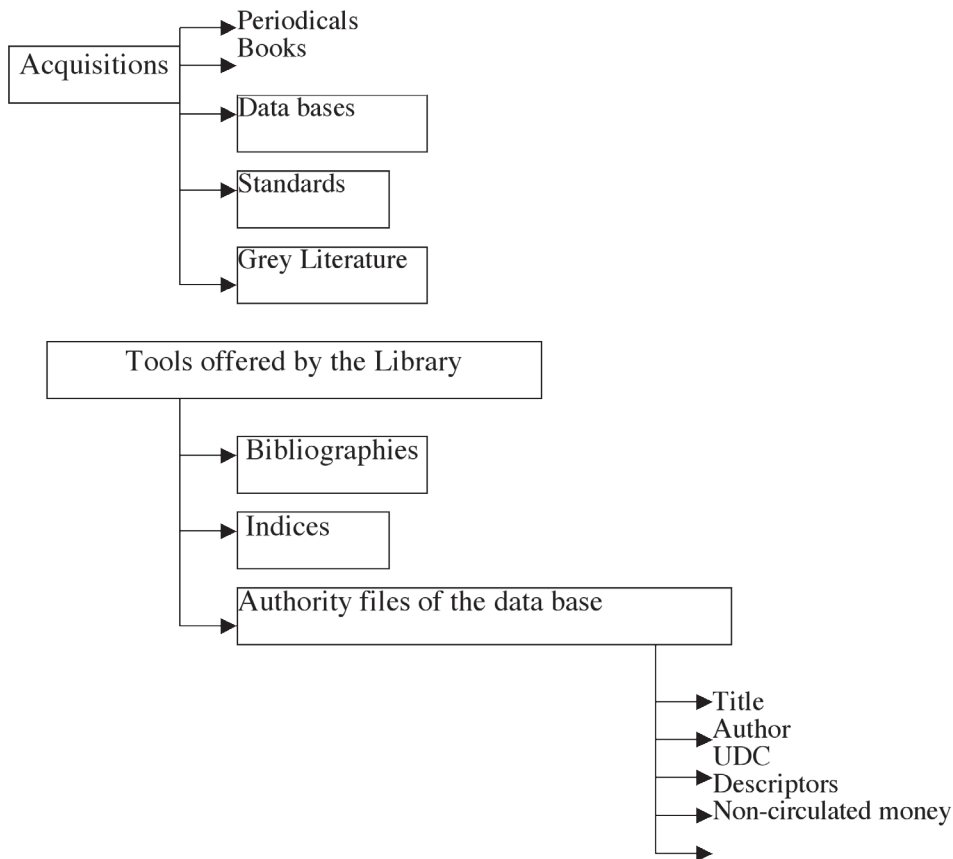 Periodicals
Books
Acquisitions
Data bases
Standards
Grey Literature
Tools offered by the Library
Bibliographies
Indices
Authority files of the data base
Title
Author
UDC
Descriptors
Non-circulated money